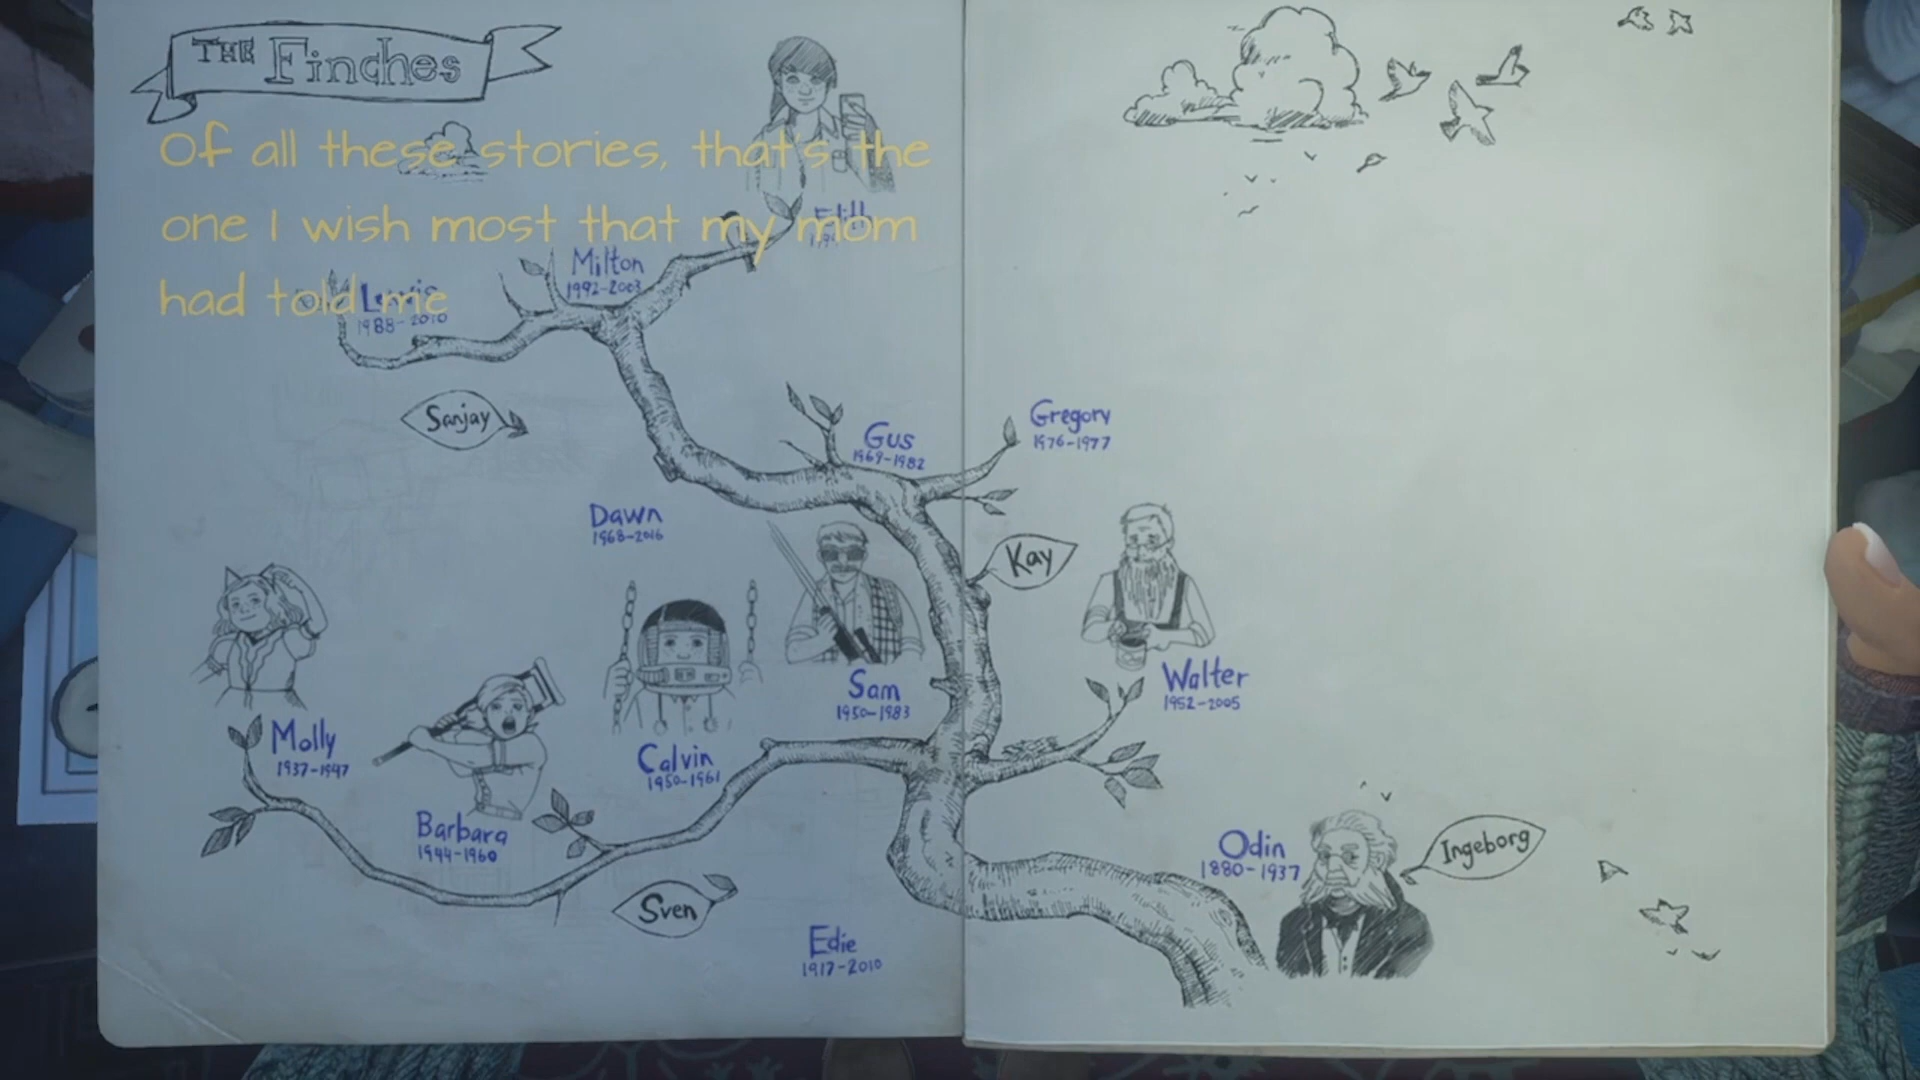 THE Finches
Of all these stories, that's the
one I wish most that my mom
had told me
Edith
Milton
1992-2003
Lewis
1988-2010
Sanjay
Gus
1969-1982
Gregory
1976-1977
Dawn
1968-2016
Kay
Sam
1950-1983
Walter
1952-2005
Molly
1937-1947
Calvin
1950-1961
Barbara
1944-1960
Odin
1880-1937
Ingeborg
Sven
Edie
1917-2010